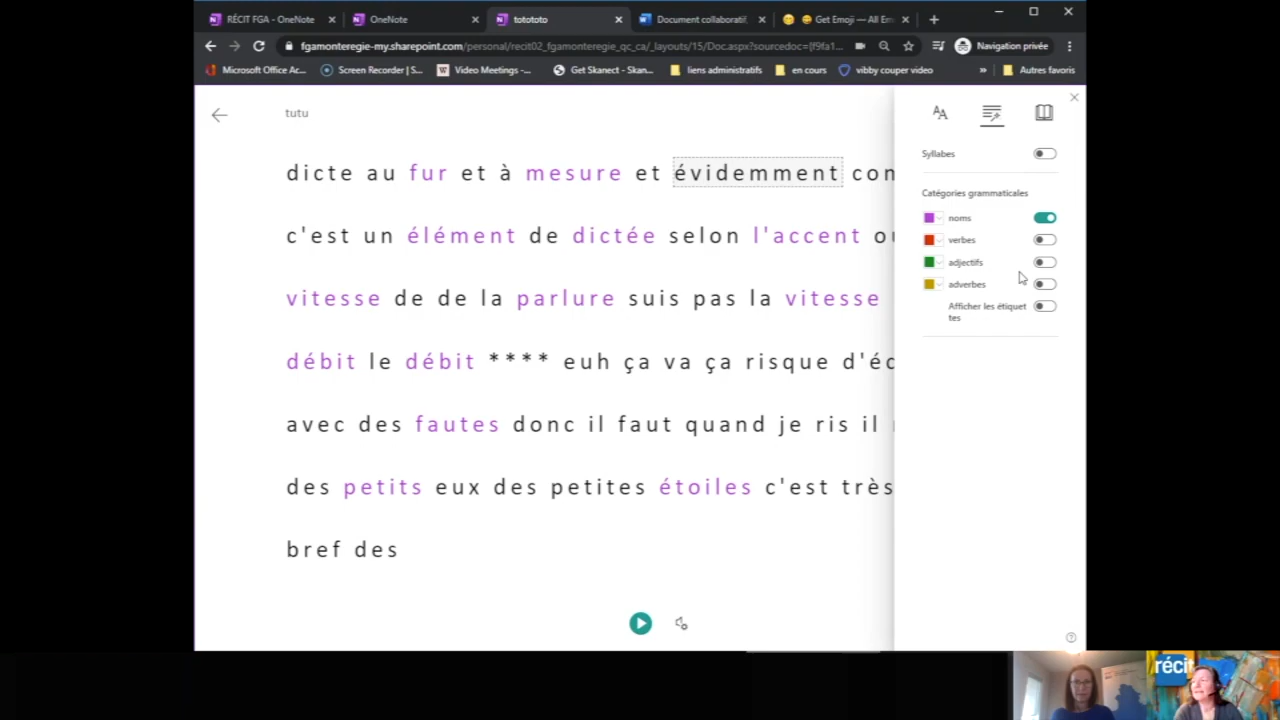 RÉCIT FGA - OneNote
OneNote
totototo
Document collaboratif.
Get Emoji — All Em
fgamonteregie-my.sharepoint.com/personal/recit02_fgamonteregie_qc_ca/_layouts/15/Doc.aspx?sourcedoc={f9fa1...
Navigation privée
Microsoft Office Ac...
Screen Recorder | S...
Video Meetings -...
Get Skanect - Skan...
liens administratifs
en cours
vibby couper video
»
Autres favoris
tutu
dicte au fur et à mesure et évidemment con
c'est un élément de dictée selon l'accent ou
vitesse de de la parlure suis pas la vitesse
débit le débit **** euh ça va ça risque d'éc
avec des fautes donc il faut quand je ris il
des petits eux des petites étoiles c'est très
bref des
Syllabes
Catégories grammaticales
noms
verbes
adjectifs
adverbes
Afficher les étiquet
tes
récit